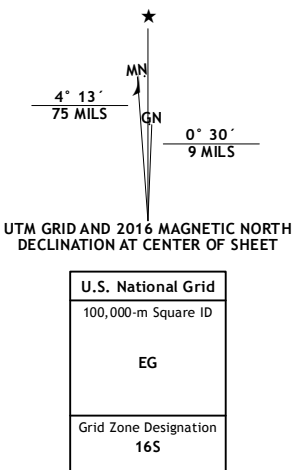 ★
MN
4° 13´
75 MILS
GN
0° 30´
9 MILS
UTM GRID AND 2016 MAGNETIC NORTH
DECLINATION AT CENTER OF SHEET
U.S. National Grid
100,000-m Square ID
EG
Grid Zone Designation
16S